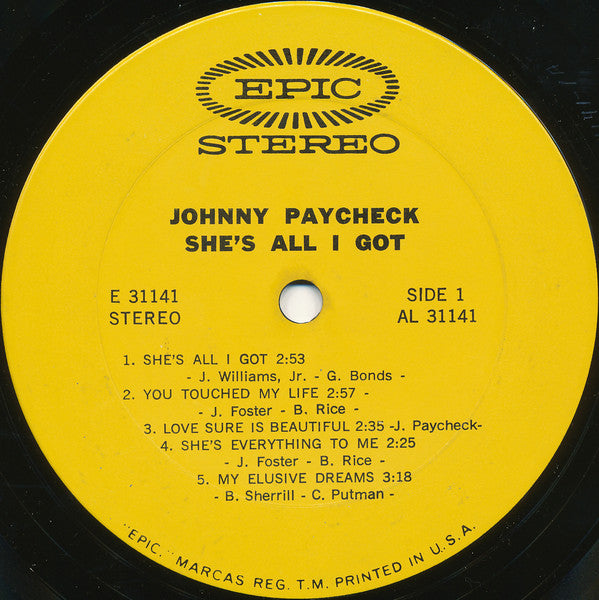 EPIC
STEREO
JOHNNY PAYCHECK
SHE'S ALL I GOT
E 31141
STEREO
SIDE 1
AL 31141
1. SHE'S ALL I GOT 2:53
- J. Williams, Jr. - G. Bonds -
2. YOU TOUCHED MY LIFE 2:57 -
- J. Foster - B. Rice -
3. LOVE SURE IS BEAUTIFUL 2:35 -J. Paycheck-
4. SHE'S EVERYTHING TO ME 2:25
- J. Foster - B. Rice -
5. MY ELUSIVE DREAMS 3:18
- B. Sherrill - C. Putman -
"EPIC," MARCAS REG. T.M. PRINTED IN U.S.A.